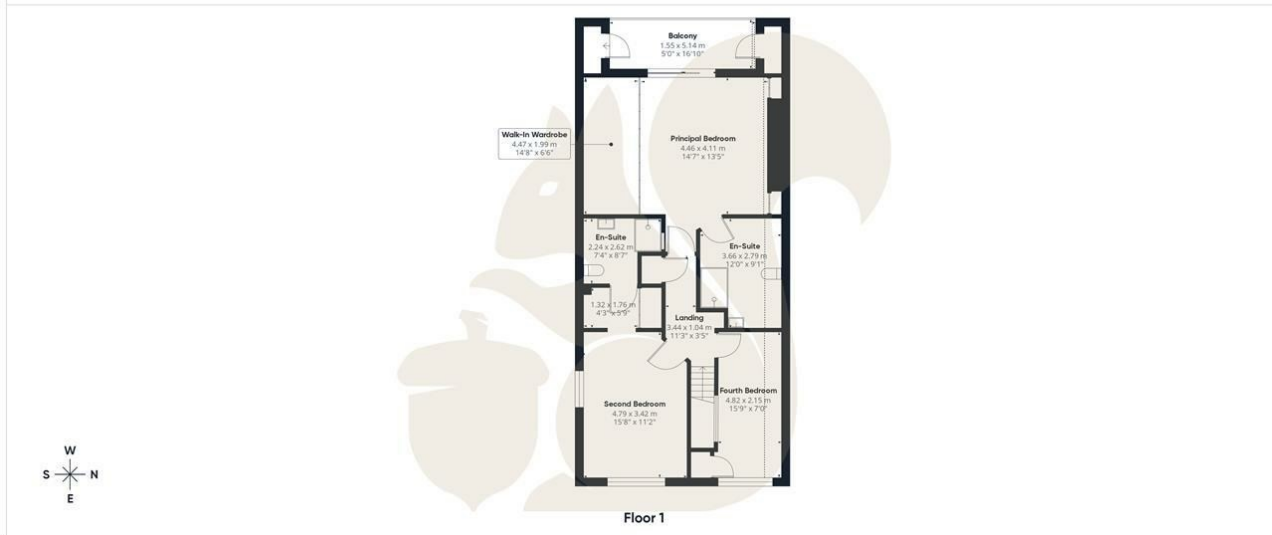 Balcony
1.55 x 5.14 m
5'0" x 16'10"
Walk-In Wardrobe
4.47 x 1.99 m
14'8" x 6'6"
Principal Bedroom
4.46 x 4.11 m
14'7" x 13'5"
En-Suite
2.24 x 2.62 m
7'4" x 8'7"
En-Suite
3.66 x 2.79 m
12'0" x 9'1"
1.32 x 1.76 m
4'3" x 5'9"
Landing
3.44 x 1.04 m
11'3" x 3'5"
Second Bedroom
4.79 x 3.42 m
15'8" x 11'2"
Fourth Bedroom
4.82 x 2.15 m
15'9" x 7'0"
W
S N
E
Floor 1